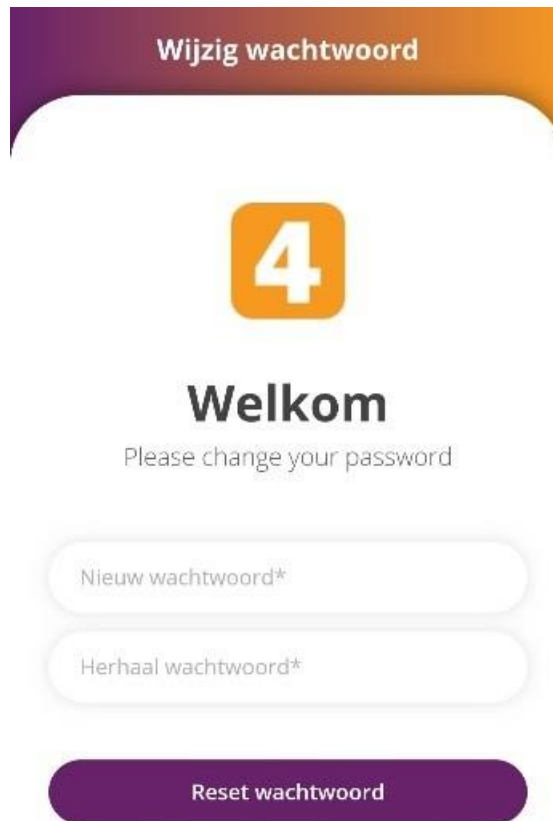 Wijzig wachtwoord
4
Welkom
Please change your password
Nieuw wachtwoord*
Herhaal wachtwoord*
Reset wachtwoord